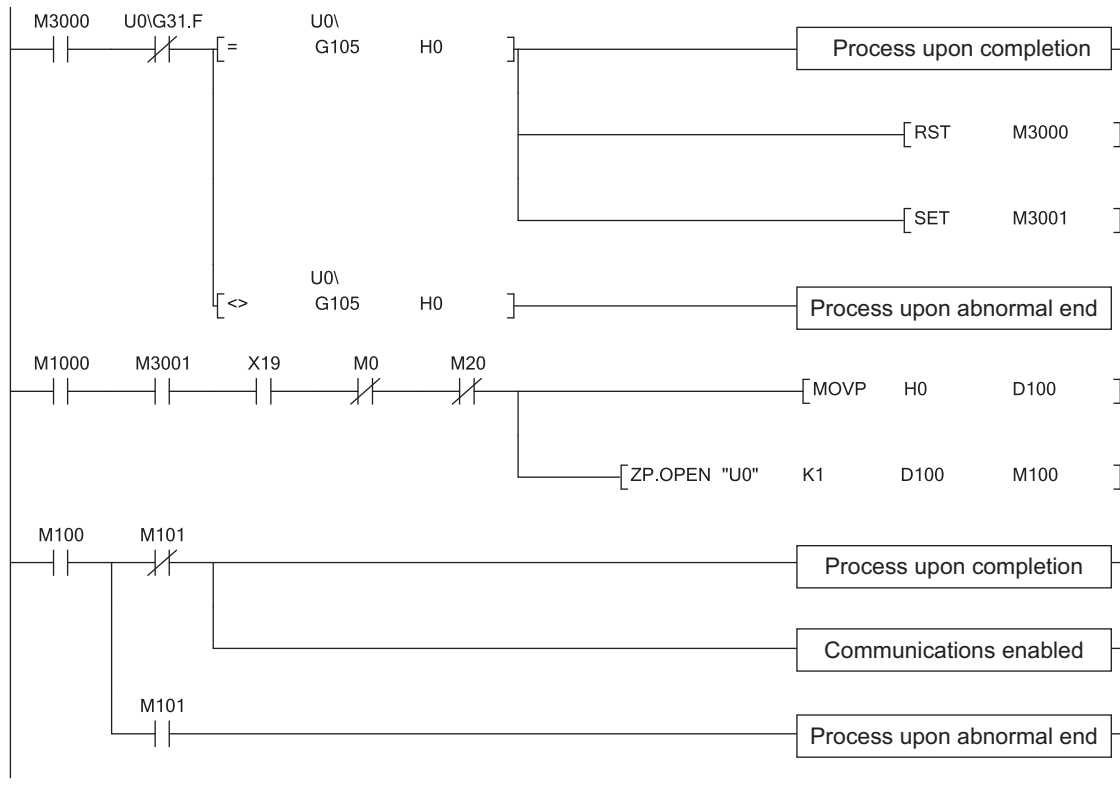 M3000 U0\G31.F U0\
= G105 H0 Process upon completion
RST M3000
SET M3001
U0\
<> G105 H0 Process upon abnormal end
M1000 M3001 X19 M0 M20
MOVP H0 D100
ZP.OPEN "U0" K1 D100 M100
M100 M101
Process upon completion
Communications enabled
M101
Process upon abnormal end